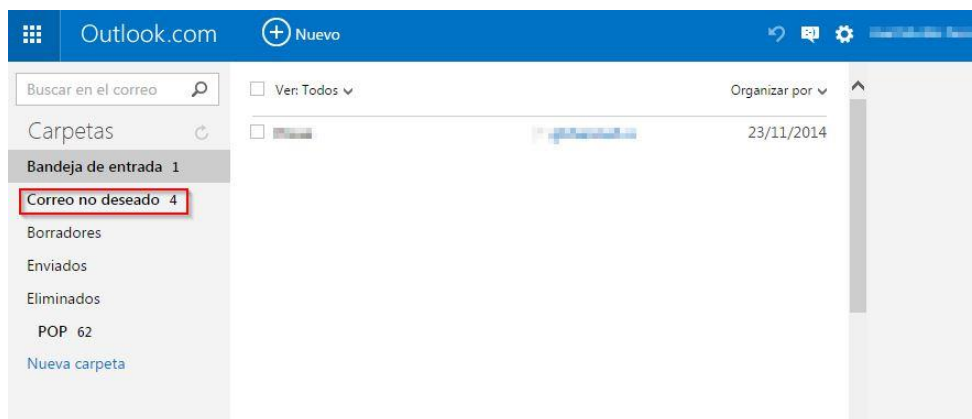 Outlook.com
Nuevo
Buscar en el correo
Ver: Todos
Organizar por
Carpetas
23/11/2014
Bandeja de entrada 1
Correo no deseado 4
Borradores
Enviados
Eliminados
POP 62
Nueva carpeta